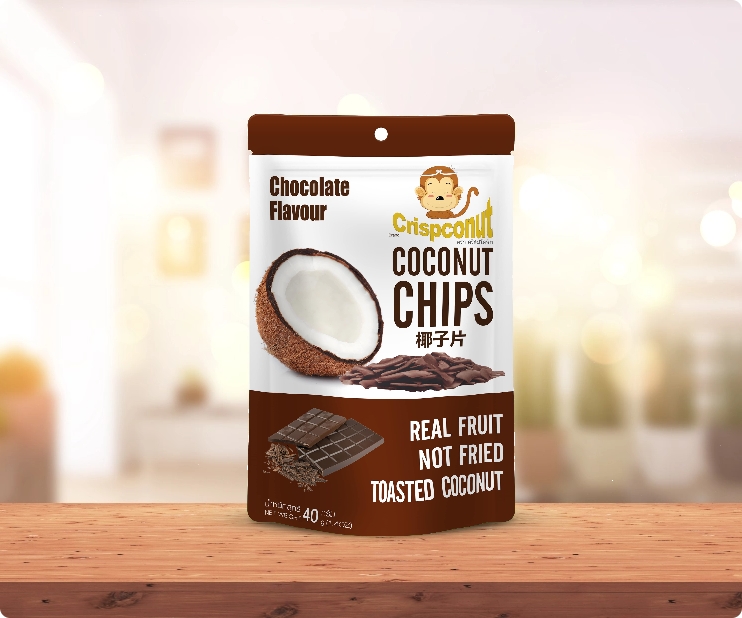 Chocolate
Flavour
Crispconut
COCONUT
CHIPS
椰子片
REAL FRUIT
NOT FRIED
TOASTED COCONUT
40